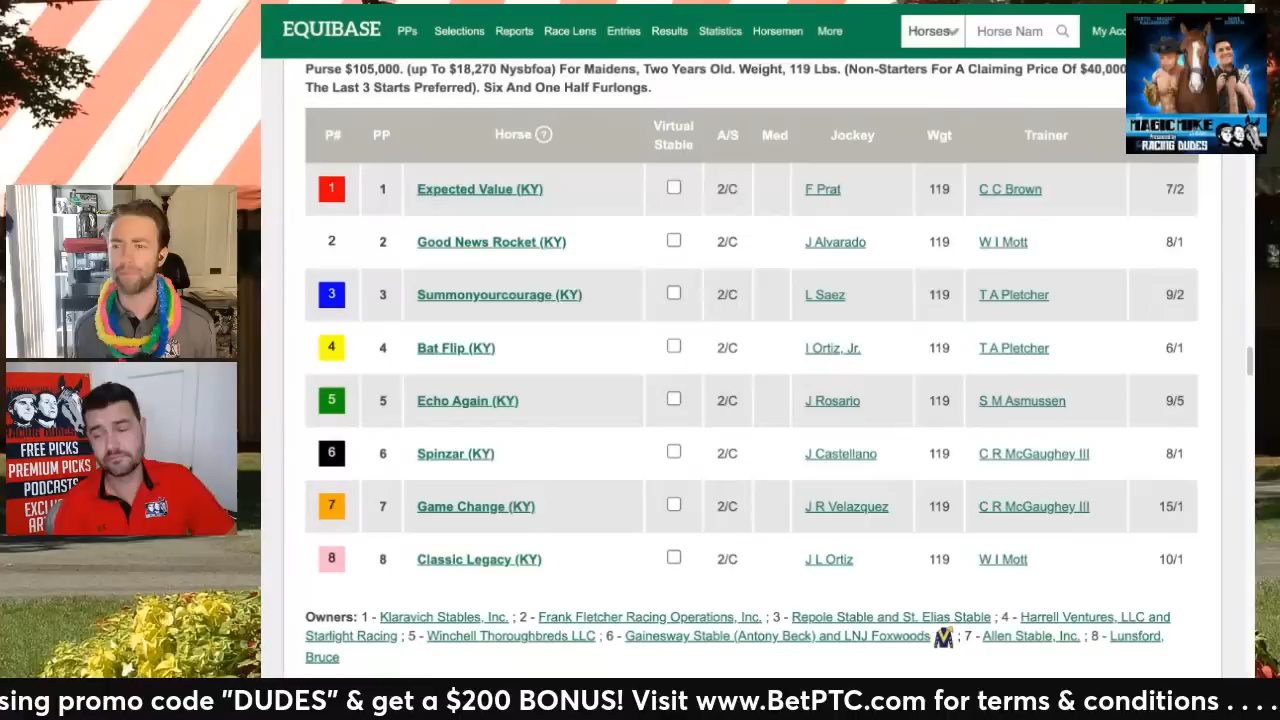 EQUIBASE PPs Selections Reports Race Lens Entries Results Statistics Horsemen More Horses Horse Nam My Acc
Purse $105,000. (up To $18,270 Nysbfoa) For Maidens, Two Years Old. Weight, 119 Lbs. (Non-Starters For A Claiming Price Of $40,000
The Last 3 Starts Preferred). Six And One Half Furlongs.
P# PP Horse ? Virtual Stable A/S Med Jockey Wgt Trainer
1 1 Expected Value (KY) 2/C F Prat 119 C C Brown 7/2
2 2 Good News Rocket (KY) 2/C J Alvarado 119 W I Mott 8/1
3 3 Summonyourcourage (KY) 2/C L Saez 119 T A Pletcher 9/2
4 4 Bat Flip (KY) 2/C I Ortiz, Jr. 119 T A Pletcher 6/1
5 5 Echo Again (KY) 2/C J Rosario 119 S M Asmussen 9/5
6 6 Spinzar (KY) 2/C J Castellano 119 C R McGaughey III 8/1
7 7 Game Change (KY) 2/C J R Velazquez 119 C R McGaughey III 15/1
8 8 Classic Legacy (KY) 2/C J L Ortiz 119 W I Mott 10/1
Owners: 1 - Klaravich Stables, Inc. ; 2 - Frank Fletcher Racing Operations, Inc. ; 3 - Repole Stable and St. Elias Stable ; 4 - Harrell Ventures, LLC and
Starlight Racing ; 5 - Winchell Thoroughbreds LLC ; 6 - Gainesway Stable (Antony Beck) and LNJ Foxwoods ; 7 - Allen Stable, Inc. ; 8 - Lunsford,
Bruce
MAGIC MIKE
RACING DUDES
RACING DUDES
FREE PICKS
PREMIUM PICKS
PODCASTS
EXCLU
AR
sing promo code "DUDES" & get a $200 BONUS! Visit www.BetPTC.com for terms & conditions . . . .